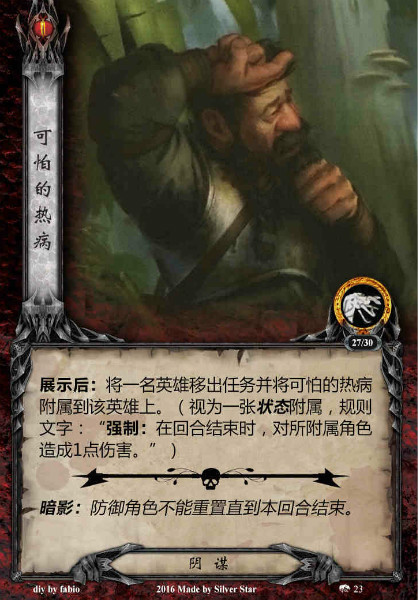 可怕的热病
27/30
展示后：将一名英雄移出任务并将可怕的热病
附属到该英雄上。（视为一张状态附属，规则
文字：“强制：在回合结束时，对所附属角色
造成1点伤害。”）
暗影：防御角色不能重置直到本回合结束。
阴谋
diy by fabio
2016 Made by Silver Star
23